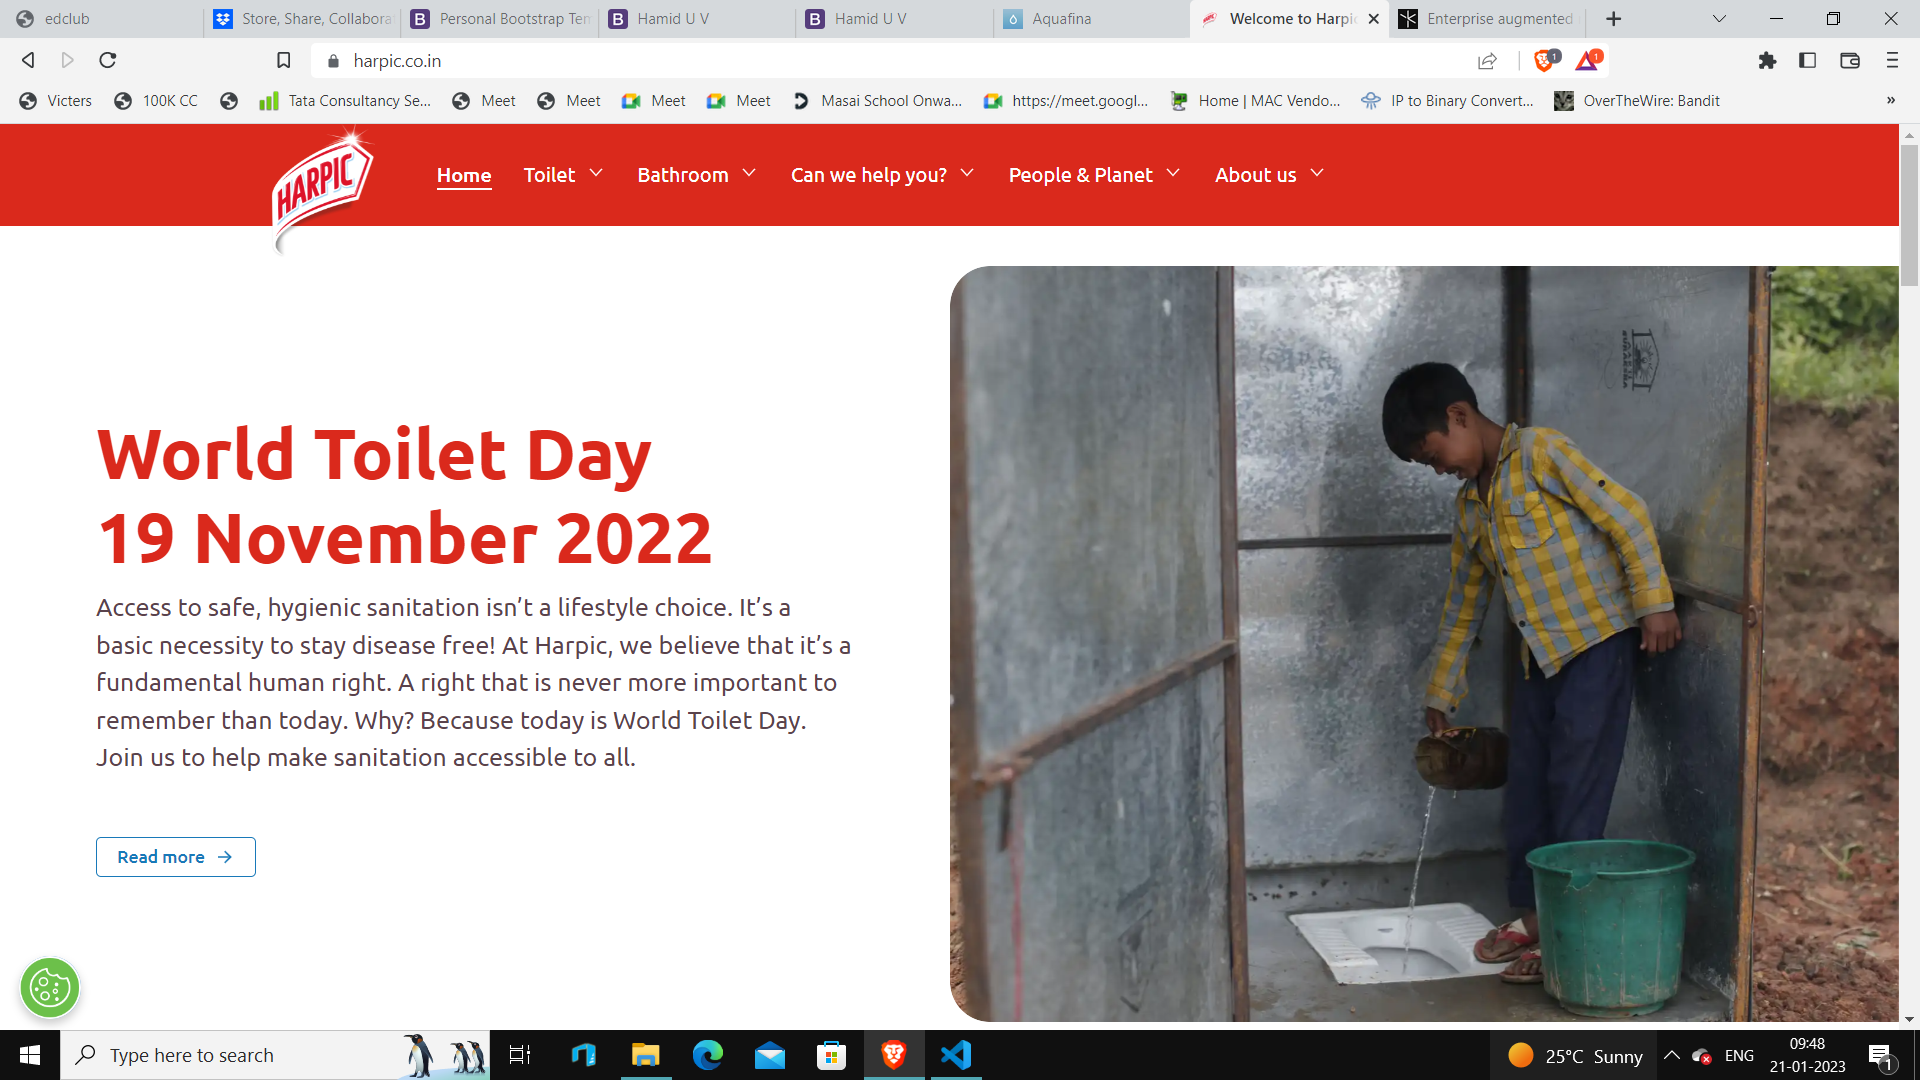 edclub
Store, Share, Collabora
Personal Bootstrap Tem
Hamid U V
Hamid U V
Aquafina
Welcome to Harpic
Enterprise augmented
harpic.co.in
1
1
Victers
100K CC
Tata Consultancy Se...
Meet
Meet
Meet
Meet
Masai School Onwa...
https://meet.googl...
Home | MAC Vendo...
IP to Binary Convert...
OverTheWire: Bandit
»
HARPIC
Home
Toilet
Bathroom
Can we help you?
People & Planet
About us
World Toilet Day
19 November 2022
Access to safe, hygienic sanitation isn’t a lifestyle choice. It’s a
basic necessity to stay disease free! At Harpic, we believe that it’s a
fundamental human right. A right that is never more important to
remember than today. Why? Because today is World Toilet Day.
Join us to help make sanitation accessible to all.
Read more
Type here to search
25°C Sunny
ENG
09:48
21-01-2023
1